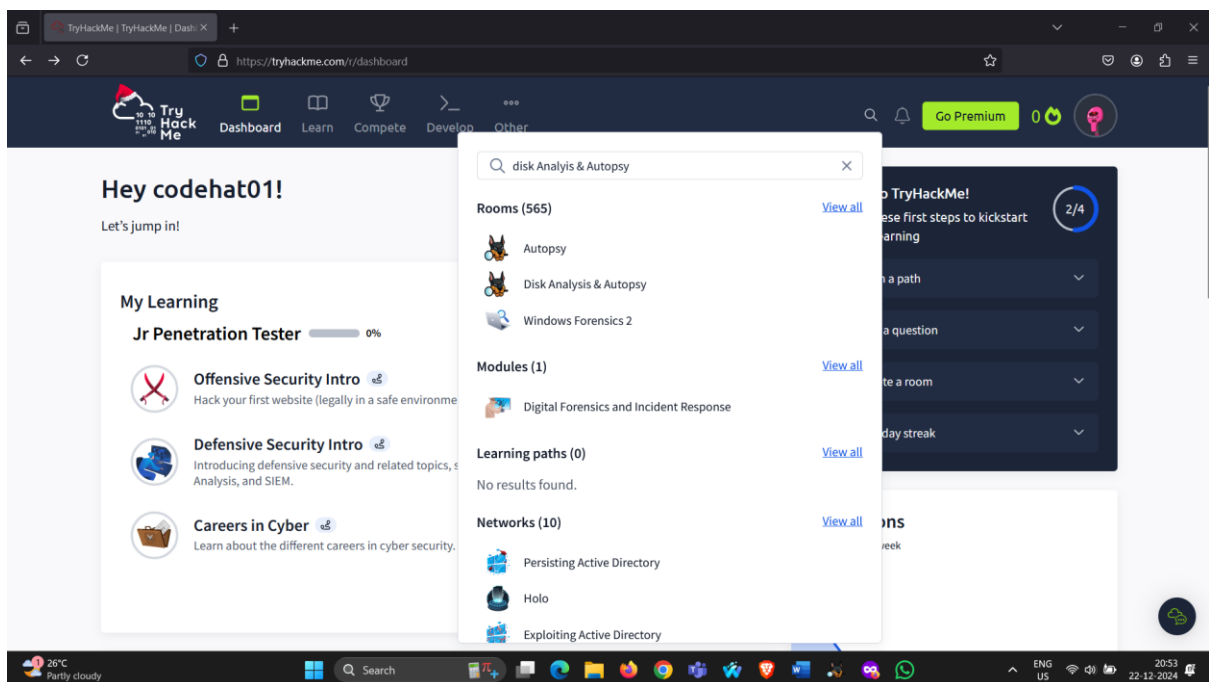 TryHackMe | TryHackMe | Dash
https://tryhackme.com/r/dashboard
Try
Hack
Me
Dashboard
Learn
Compete
Develop
Other
Go Premium
0
disk Analyis & Autopsy
Rooms (565)
View all
Autopsy
Disk Analysis & Autopsy
Windows Forensics 2
Modules (1)
View all
Digital Forensics and Incident Response
Learning paths (0)
View all
No results found.
Networks (10)
View all
Persisting Active Directory
Holo
Exploiting Active Directory
Hey codehat01!
Let's jump in!
My Learning
Jr Penetration Tester 0%
Offensive Security Intro
Hack your first website (legally in a safe environme
Defensive Security Intro
Introducing defensive security and related topics, s
Analysis, and SIEM.
Careers in Cyber
Learn about the different careers in cyber security.
o TryHackMe!
ese first steps to kickstart
arning
2/4
a path
a question
te a room
day streak
ons
week
1
26°C
Partly cloudy
Search
ENG
US
20:53
22-12-2024